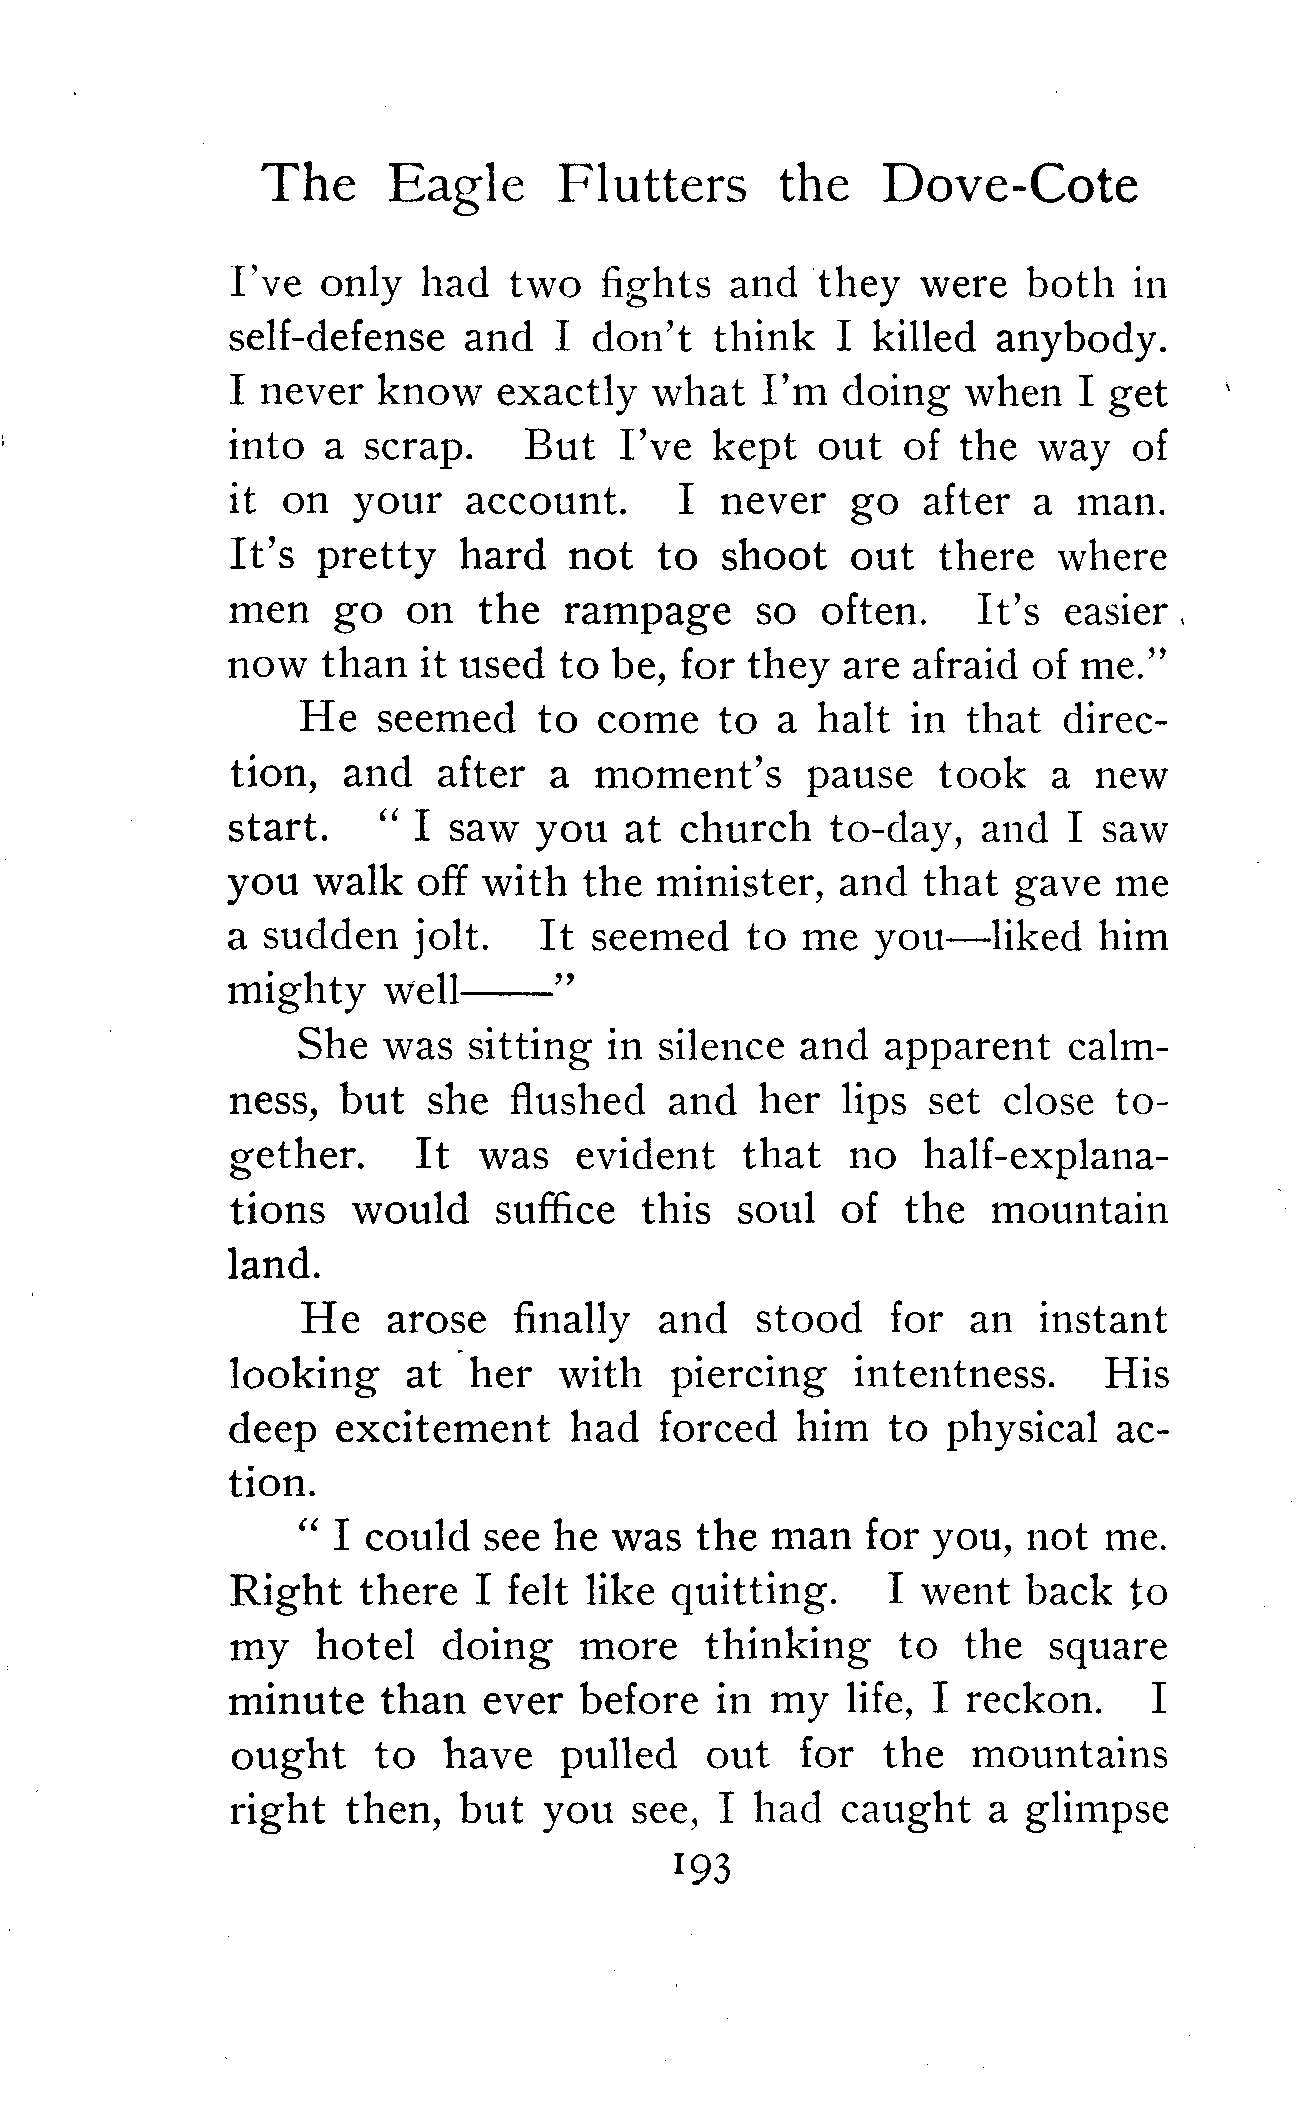 The Eagle Flutters the Dove-Cote
I've only had two fights and they were both in
self-defense and I don't think I killed anybody.
I never know exactly what I'm doing when I get
into a scrap. But I've kept out of the way of
it on your account. I never go after a man.
It's pretty hard not to shoot out there where
men go on the rampage so often. It's easier
now than it used to be, for they are afraid of me."
He seemed to come to a halt in that direc-
tion, and after a moment's pause took a new
start. " I saw you at church to-day, and I saw
you walk off with the minister, and that gave me
a sudden jolt. It seemed to me you—liked him
mighty well——"
She was sitting in silence and apparent calm-
ness, but she flushed and her lips set close to-
gether. It was evident that no half-explana-
tions would suffice this soul of the mountain
land.
He arose finally and stood for an instant
looking at her with piercing intentness. His
deep excitement had forced him to physical ac-
tion.
" I could see he was the man for you, not me.
Right there I felt like quitting. I went back to
my hotel doing more thinking to the square
minute than ever before in my life, I reckon. I
ought to have pulled out for the mountains
right then, but you see, I had caught a glimpse
193